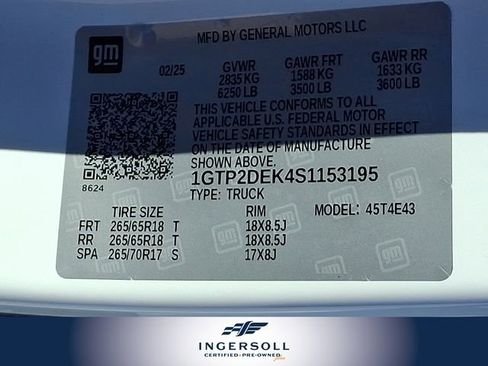 gm
MFD BY GENERAL MOTORS LLC
02/25 GVWR GAWR FRT GAWR RR
2835 KG 1588 KG 1633 KG
6250 LB 3500 LB 3600 LB
THIS VEHICLE CONFORMS TO ALL
APPLICABLE U.S. FEDERAL MOTOR
VEHICLE SAFETY STANDARDS IN EFFECT
ON THE DATE OF MANUFACTURE
SHOWN ABOVE.
8624
1GTP2DEK4S1153195
TYPE: TRUCK
TIRE SIZE RIM MODEL: 45T4E43
FRT 265/65R18 T 18X8.5J
RR 265/65R18 T 18X8.5J
SPA 265/70R17 S 17X8J
INGERSOLL
CERTIFIED-PRE-OWNED